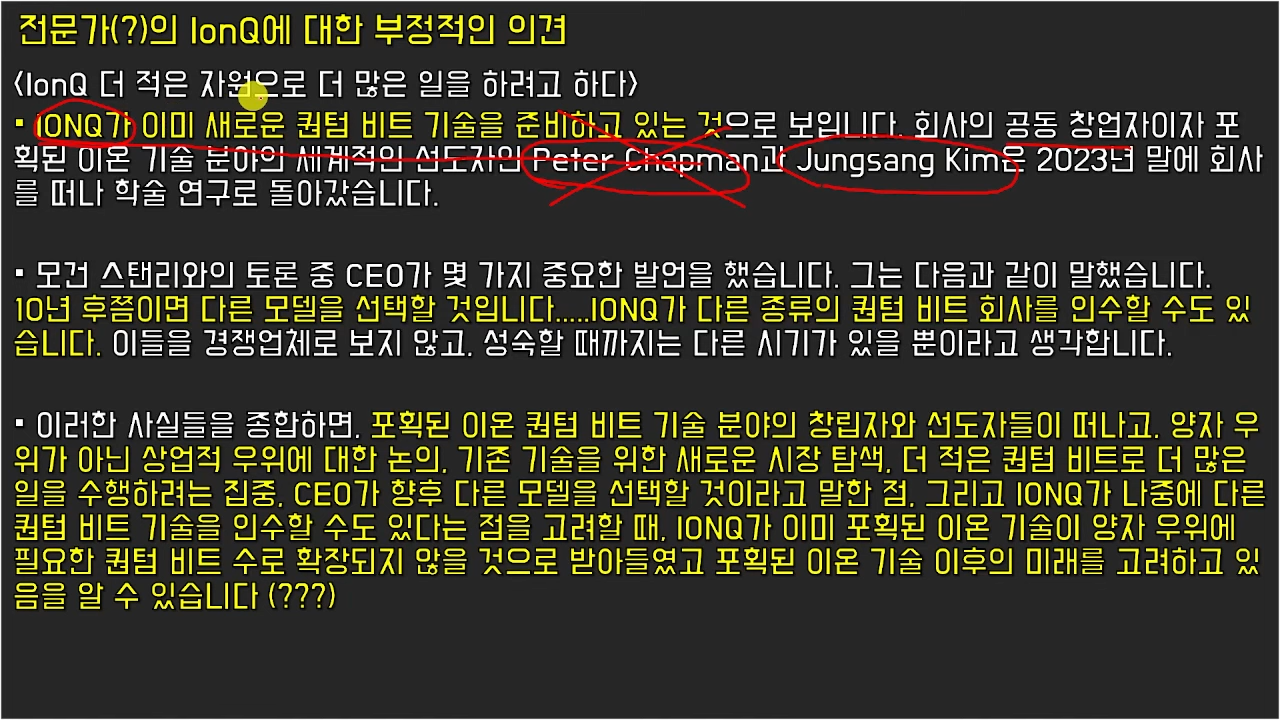 전문가(?)의 IonQ에 대한 부정적인 의견
<IonQ 더 적은 자원으로 더 많은 일을 하려고 하다>
▪ IONQ가 이미 새로운 퀀텀 비트 기술을 준비하고 있는 것으로 보입니다. 회사의 공동 창업자이자 포
획된 이온 기술 분야의 세계적인 선도자인 Peter Chapman과 Jungsang Kim은 2023년 말에 회사
를 떠나 학술 연구로 돌아갔습니다.
▪ 모건 스탠리와의 토론 중 CEO가 몇 가지 중요한 발언을 했습니다. 그는 다음과 같이 말했습니다.
10년 후쯤이면 다른 모델을 선택할 것입니다.....IONQ가 다른 종류의 퀀텀 비트 회사를 인수할 수도 있
습니다. 이들을 경쟁업체로 보지 않고, 성숙할 때까지는 다른 시기가 있을 뿐이라고 생각합니다.
▪ 이러한 사실들을 종합하면, 포획된 이온 퀀텀 비트 기술 분야의 창립자와 선도자들이 떠나고, 양자 우
위가 아닌 상업적 우위에 대한 논의, 기존 기술을 위한 새로운 시장 탐색, 더 적은 퀀텀 비트로 더 많은
일을 수행하려는 집중, CEO가 향후 다른 모델을 선택할 것이라고 말한 점, 그리고 IONQ가 나중에 다른
퀀텀 비트 기술을 인수할 수도 있다는 점을 고려할 때, IONQ가 이미 포획된 이온 기술이 양자 우위에
필요한 퀀텀 비트 수로 확장되지 않을 것으로 받아들였고 포획된 이온 기술 이후의 미래를 고려하고 있
음을 알 수 있습니다 (???)